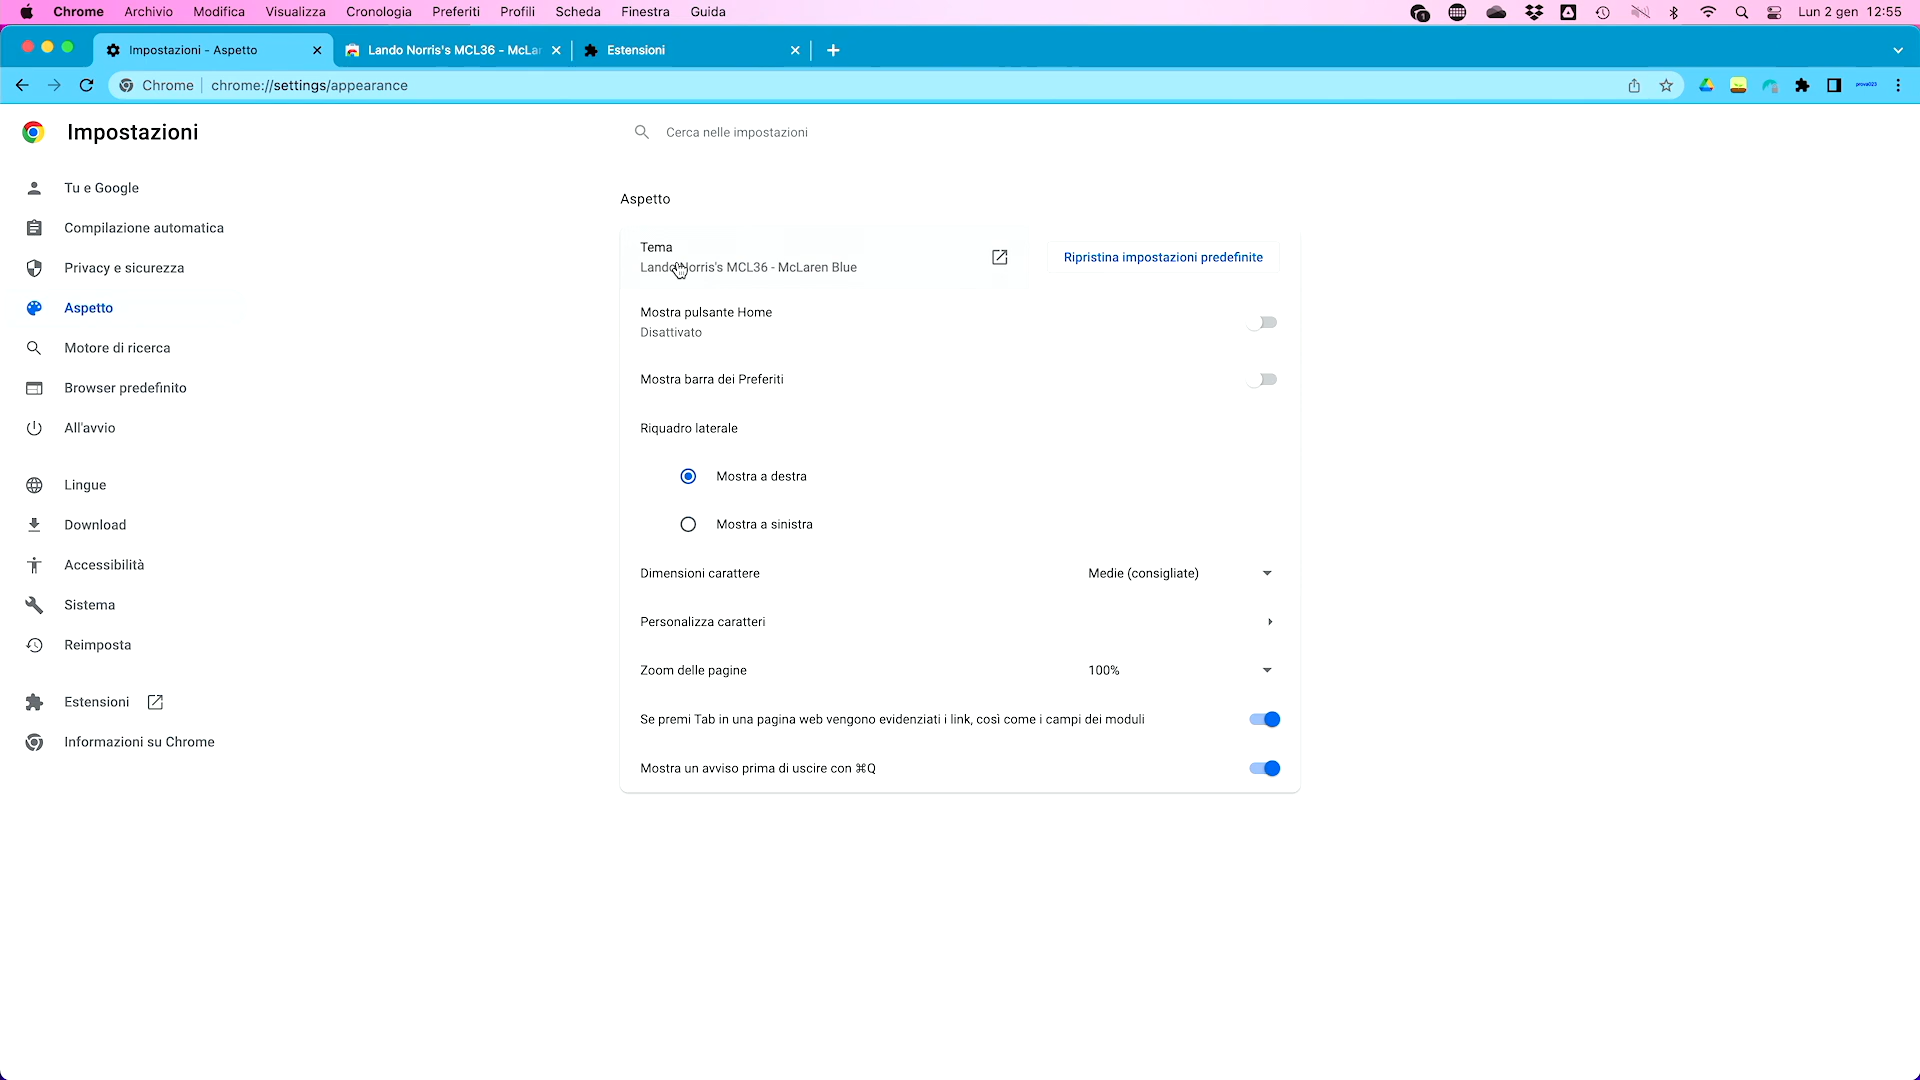 Chrome Archivio Modifica Visualizza Cronologia Preferiti Profili Scheda Finestra Guida 1 Lun 2 gen 12:55
Impostazioni - Aspetto Lando Norris's MCL36 - McLar Estensioni
Chrome chrome://settings/appearance prova023
Impostazioni Cerca nelle impostazioni
Tu e Google
Compilazione automatica
Privacy e sicurezza
Aspetto
Motore di ricerca
Browser predefinito
All'avvio
Lingue
Download
Accessibilità
Sistema
Reimposta
Estensioni
Informazioni su Chrome
Aspetto
Tema
Lando Norris's MCL36 - McLaren Blue
Ripristina impostazioni predefinite
Mostra pulsante Home
Disattivato
Mostra barra dei Preferiti
Riquadro laterale
Mostra a destra
Mostra a sinistra
Dimensioni carattere Medie (consigliate)
Personalizza caratteri
Zoom delle pagine 100%
Se premi Tab in una pagina web vengono evidenziati i link, così come i campi dei moduli
Mostra un avviso prima di uscire con ⌘Q